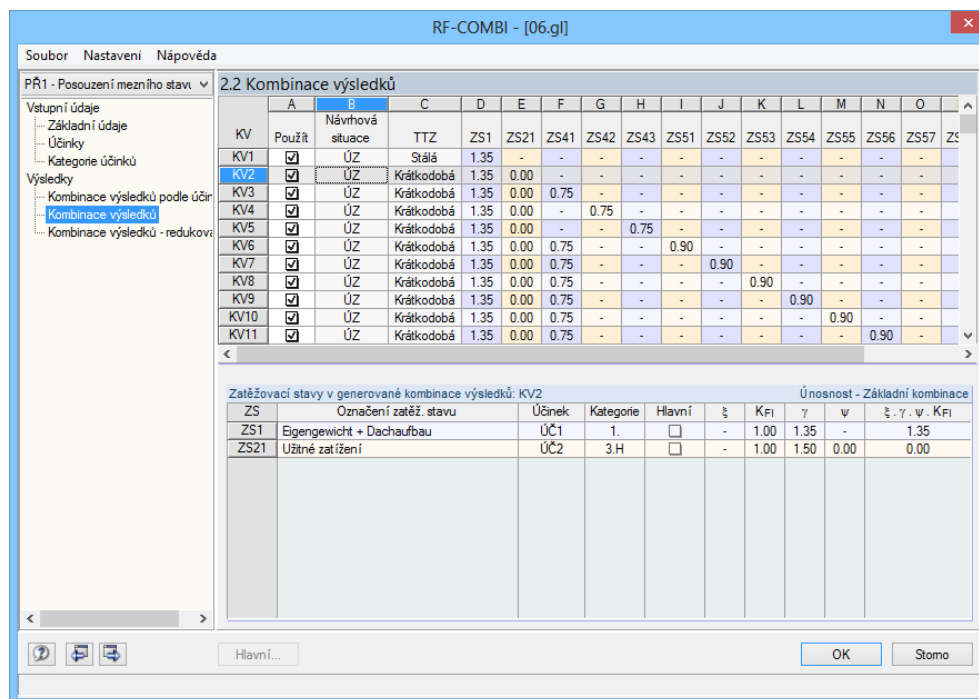 RF-COMBI - [06.gl]
Soubor Nastavení Nápověda
PŘ1 - Posouzení mezního stavu
Vstupní údaje
Základní údaje
Účinky
Kategorie účinků
Výsledky
Kombinace výsledků podle účin
Kombinace výsledků
Kombinace výsledků - redukova
2.2 Kombinace výsledků
A B C D E F G H I J K L M N O
KV Použít Návrhová situace TTZ ZS1 ZS21 ZS41 ZS42 ZS43 ZS51 ZS52 ZS53 ZS54 ZS55 ZS56 ZS57 ZS
KV1 ÚZ Stálá 1.35 - - - - - - - - - - -
KV2 ÚZ Krátkodobá 1.35 0.00 - - - - - - - - - -
KV3 ÚZ Krátkodobá 1.35 0.00 0.75 - - - - - - - - -
KV4 ÚZ Krátkodobá 1.35 0.00 - 0.75 - - - - - - - -
KV5 ÚZ Krátkodobá 1.35 0.00 - - 0.75 - - - - - - -
KV6 ÚZ Krátkodobá 1.35 0.00 0.75 - - 0.90 - - - - - -
KV7 ÚZ Krátkodobá 1.35 0.00 0.75 - - - 0.90 - - - - -
KV8 ÚZ Krátkodobá 1.35 0.00 0.75 - - - - 0.90 - - - -
KV9 ÚZ Krátkodobá 1.35 0.00 0.75 - - - - - 0.90 - - -
KV10 ÚZ Krátkodobá 1.35 0.00 0.75 - - - - - - 0.90 - -
KV11 ÚZ Krátkodobá 1.35 0.00 0.75 - - - - - - - 0.90 -
Zatěžovací stavy v generované kombinace výsledků: KV2 Únosnost - Základní kombinace
ZS Označení zatěž. stavu Účinek Kategorie Hlavní ξ KFI γ ψ ξ . γ . ψ . KFI
ZS1 Eigengewicht + Dachaufbau ÚČ1 1. - 1.00 1.35 - 1.35
ZS21 Užitné zatížení ÚČ2 3.H - 1.00 1.50 0.00 0.00
Hlavní... OK Storno